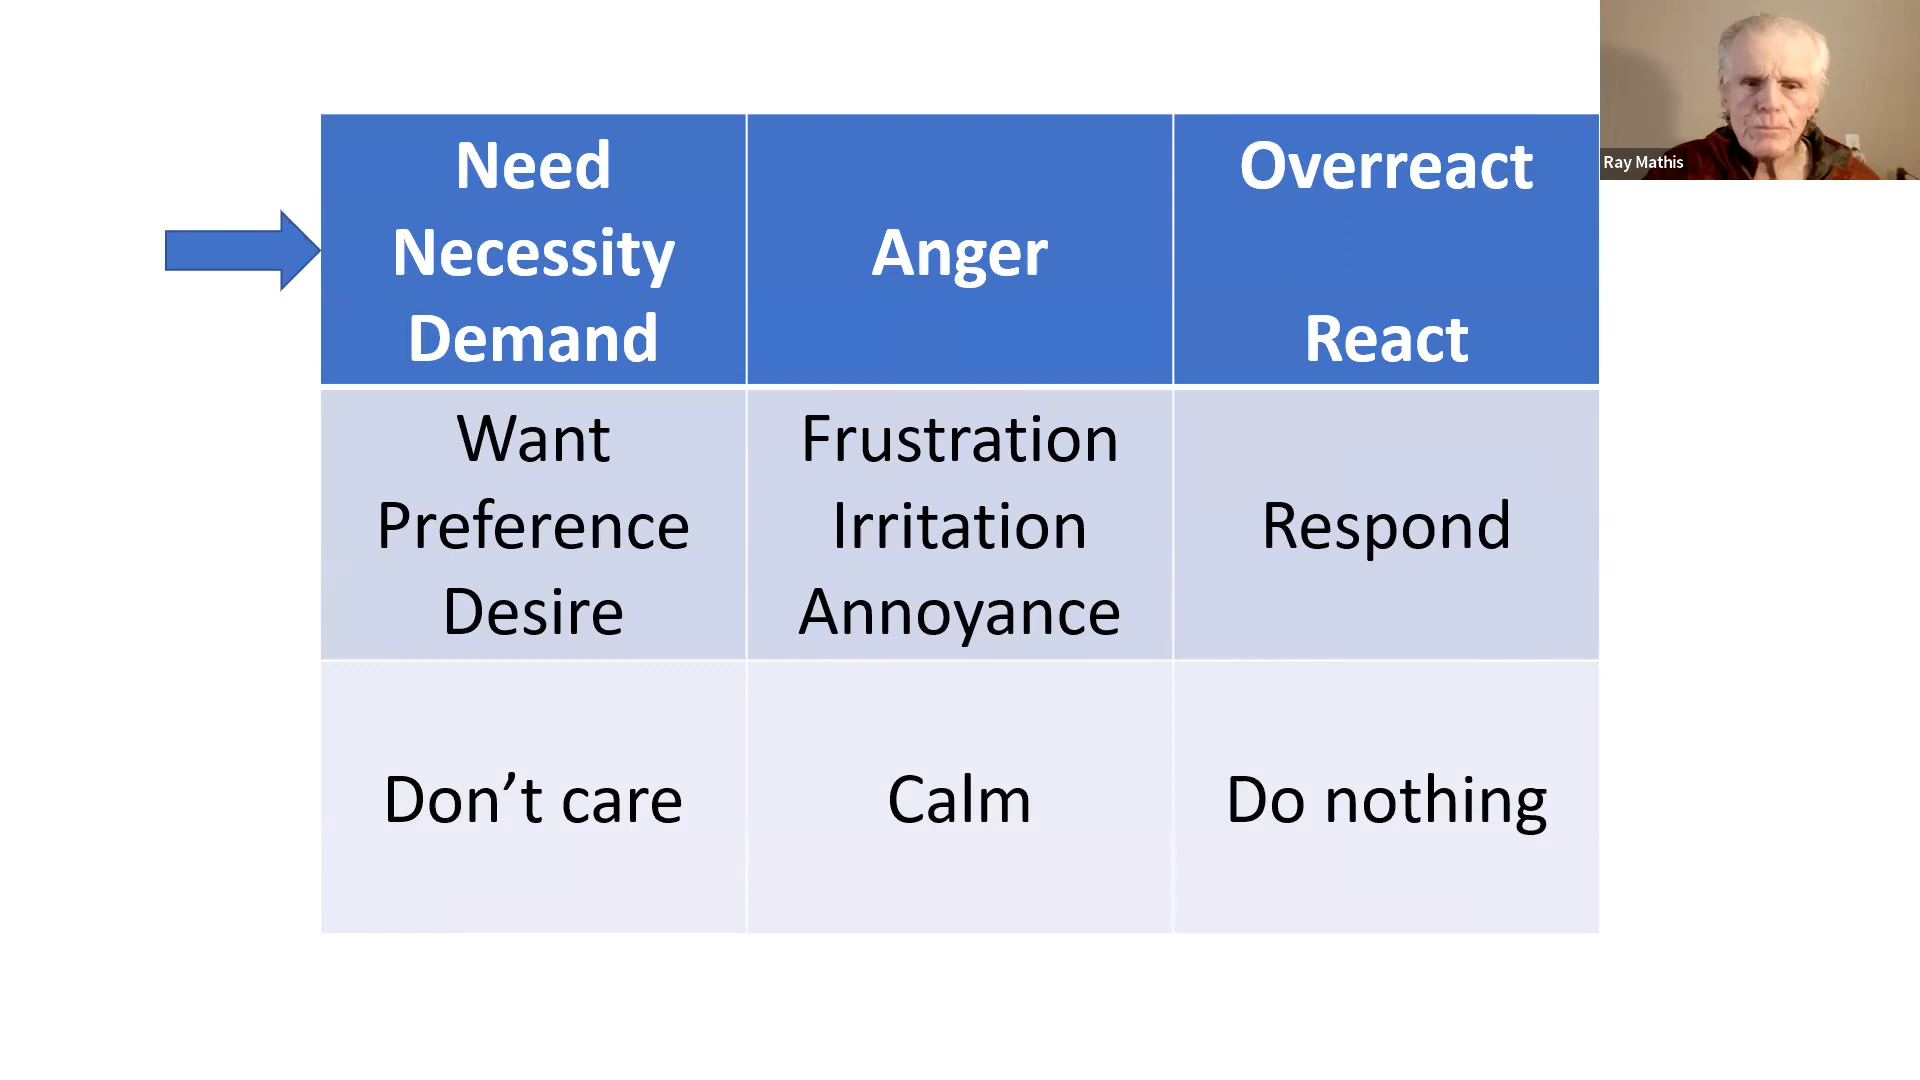 Need
Necessity
Demand
Anger
Overreact
React
Want
Preference
Desire
Frustration
Irritation
Annoyance
Respond
Don’t care
Calm
Do nothing
Ray Mathis